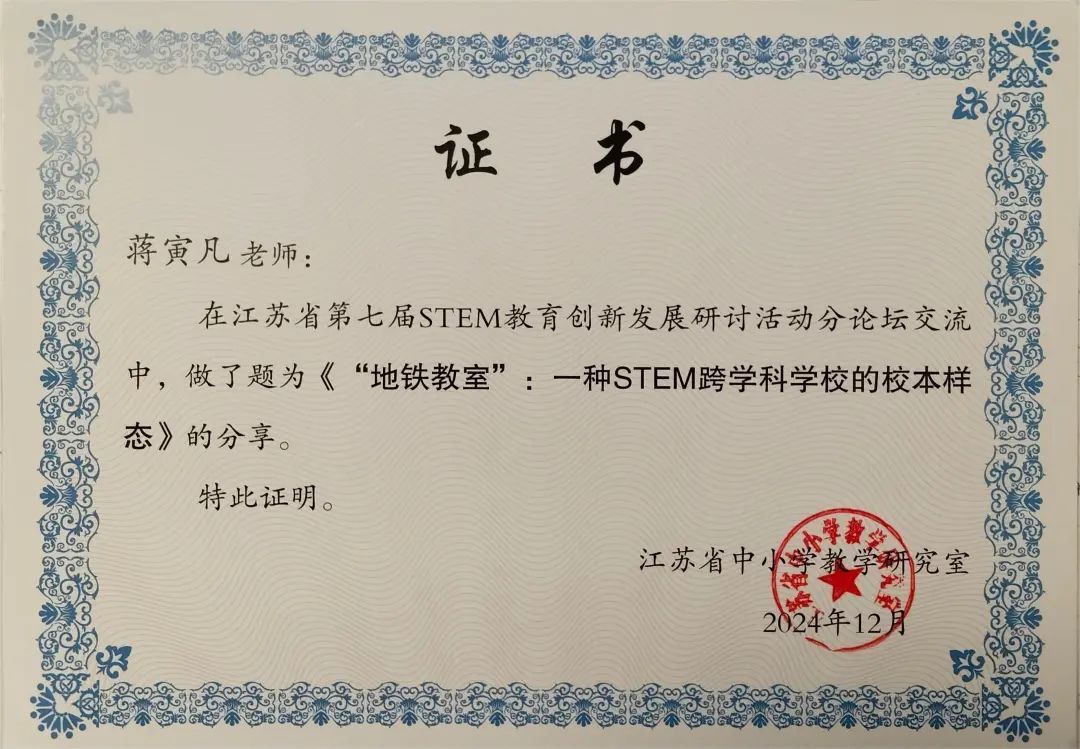 证 书
蒋寅凡老师：
在江苏省第七届STEM教育创新发展研讨活动分论坛交流
中，做了题为《“地铁教室”：一种STEM跨学科学校的校本样
态》的分享。
特此证明。
江苏省中小学教学研究室
2024年12月